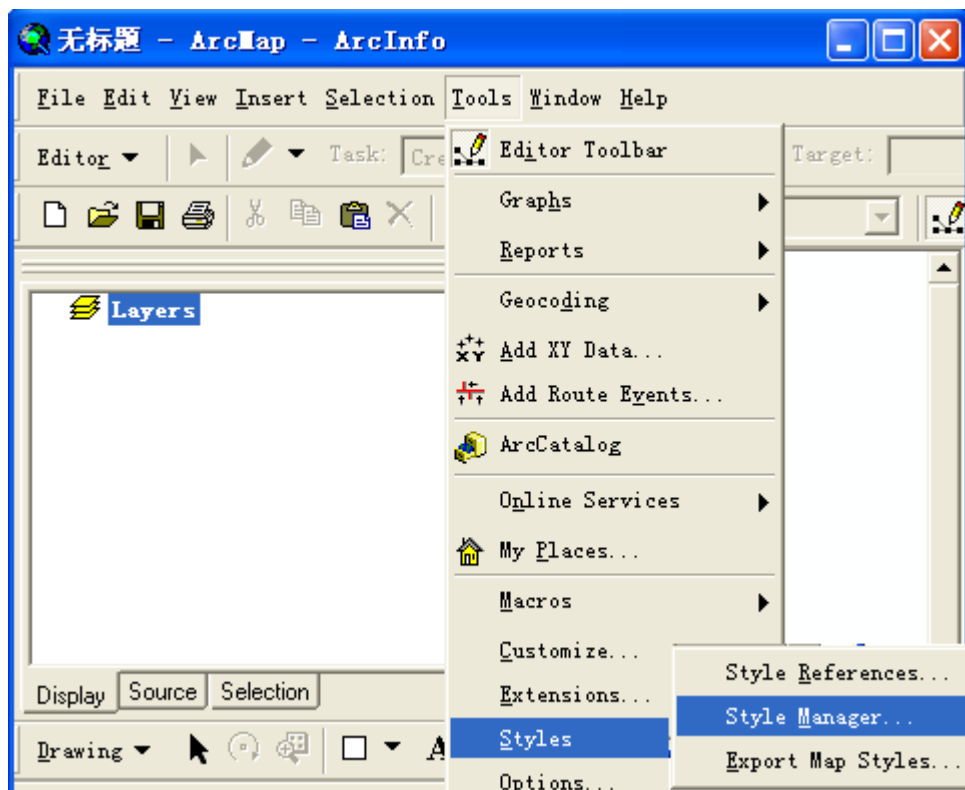 无标题 - ArcMap - ArcInfo
File Edit View Insert Selection Tools Window Help
Editor Task: Cre Target:
Editor Toolbar
Graphs
Reports
Geocoding
Add XY Data...
Add Route Events...
ArcCatalog
Online Services
My Places...
Macros
Customize...
Extensions...
Styles
Options...
Layers
Display Source Selection
Drawing A
Style References...
Style Manager...
Export Map Styles...